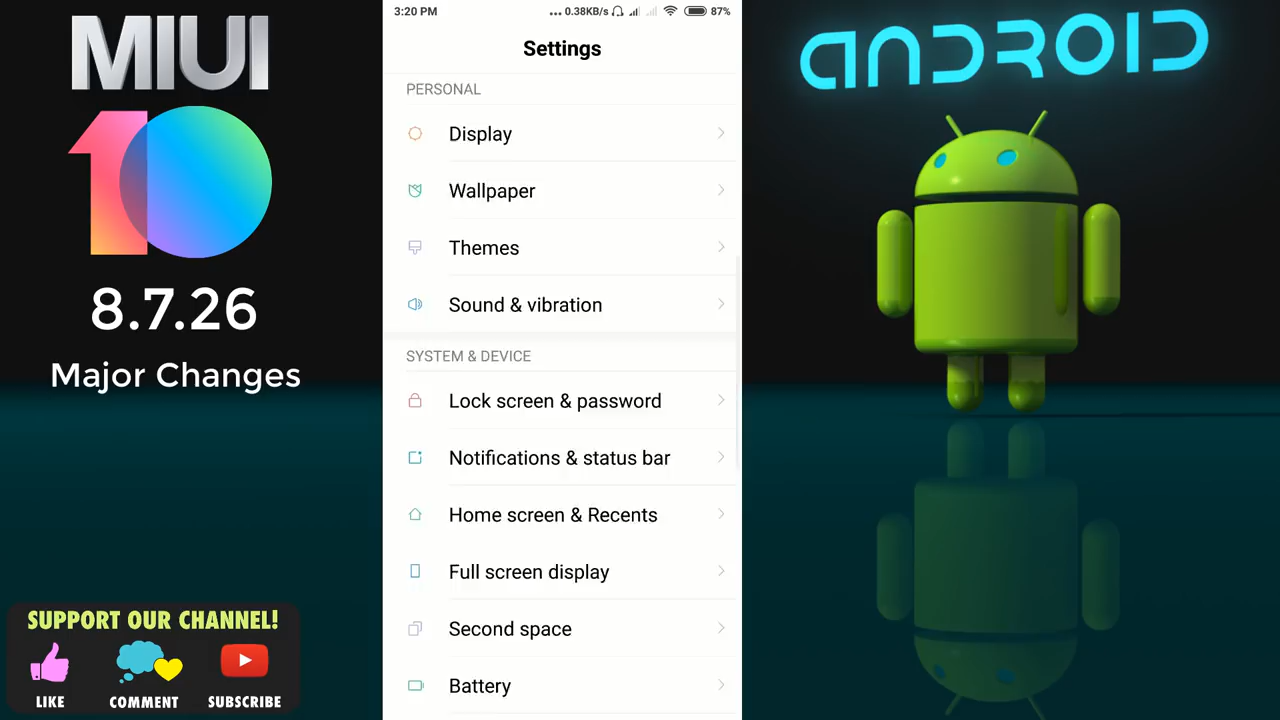 MIUI
10
8.7.26
Major Changes
SUPPORT OUR CHANNEL!
LIKE
COMMENT
SUBSCRIBE
3:20 PM
... 0.38KB/s
87%
Settings
PERSONAL
Display
Wallpaper
Themes
Sound & vibration
SYSTEM & DEVICE
Lock screen & password
Notifications & status bar
Home screen & Recents
Full screen display
Second space
Battery
ANDROID